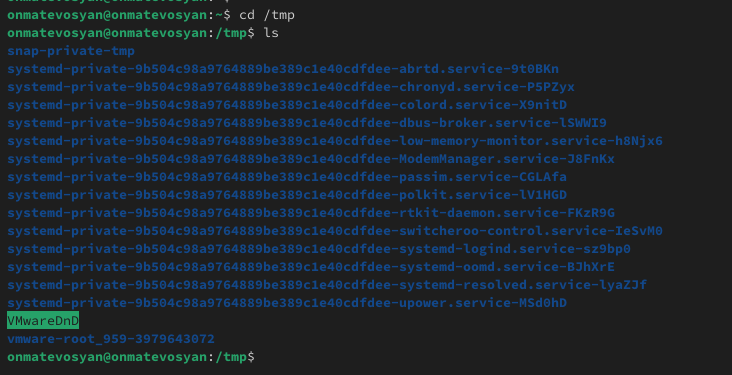 onmatevosyan@onmatevosyan:~$ cd /tmp
onmatevosyan@onmatevosyan:/tmp$ ls
snap-private-tmp
systemd-private-9b504c98a9764889be389c1e40cdfdee-abrtd.service-9t0BKn
systemd-private-9b504c98a9764889be389c1e40cdfdee-chronyd.service-P5PZyx
systemd-private-9b504c98a9764889be389c1e40cdfdee-colord.service-X9nitD
systemd-private-9b504c98a9764889be389c1e40cdfdee-dbus-broker.service-lSWWI9
systemd-private-9b504c98a9764889be389c1e40cdfdee-low-memory-monitor.service-h8Njx6
systemd-private-9b504c98a9764889be389c1e40cdfdee-ModemManager.service-J8FnKx
systemd-private-9b504c98a9764889be389c1e40cdfdee-passim.service-CGLAfa
systemd-private-9b504c98a9764889be389c1e40cdfdee-polkit.service-lV1HGD
systemd-private-9b504c98a9764889be389c1e40cdfdee-rtkit-daemon.service-FKzR9G
systemd-private-9b504c98a9764889be389c1e40cdfdee-switcheroo-control.service-IeSvM0
systemd-private-9b504c98a9764889be389c1e40cdfdee-systemd-logind.service-sz9bp0
systemd-private-9b504c98a9764889be389c1e40cdfdee-systemd-oomd.service-BJhXrE
systemd-private-9b504c98a9764889be389c1e40cdfdee-systemd-resolved.service-lyaZJf
systemd-private-9b504c98a9764889be389c1e40cdfdee-upower.service-MSd0hD
VMwareDnD
vmware-root_959-3979643072
onmatevosyan@onmatevosyan:/tmp$